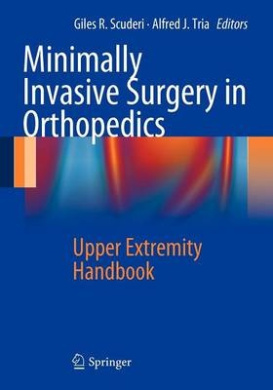 Giles R. Scuderi · Alfred J. Tria Editors
Minimally
Invasive Surgery in
Orthopedics
Upper Extremity
Handbook
Springer